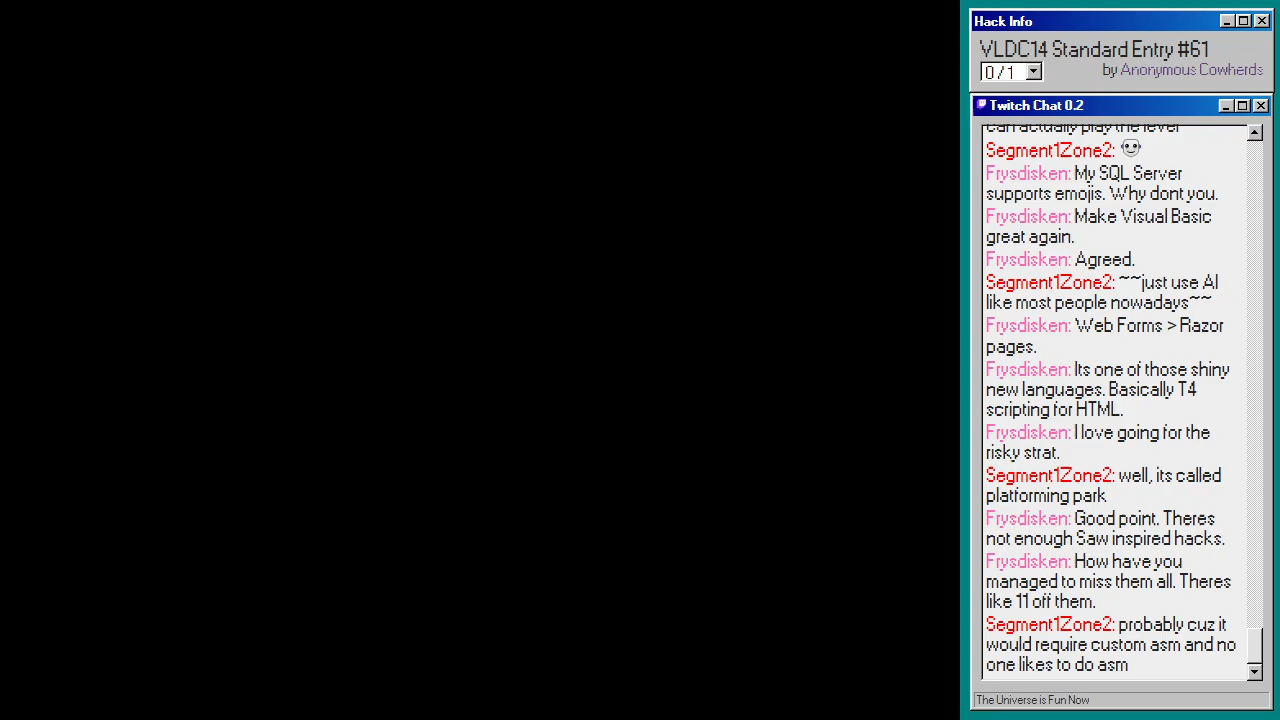 Hack Info
VLDC14 Standard Entry #61
0/1
by Anonymous Cowherds
Twitch Chat 0.2
can actually play the level
Segment1Zone2:
Frysdisken: My SQL Server
supports emojis. Why dont you.
Frysdisken: Make Visual Basic
great again.
Frysdisken: Agreed.
Segment1Zone2: ~~just use AI
like most people nowadays~~
Frysdisken: Web Forms > Razor
pages.
Frysdisken: Its one of those shiny
new languages. Basically T4
scripting for HTML.
Frysdisken: I love going for the
risky strat.
Segment1Zone2: well, its called
platforming park
Frysdisken: Good point. Theres
not enough Saw inspired hacks.
Frysdisken: How have you
managed to miss them all. Theres
like 11 off them.
Segment1Zone2: probably cuz it
would require custom asm and no
one likes to do asm
The Universe is Fun Now